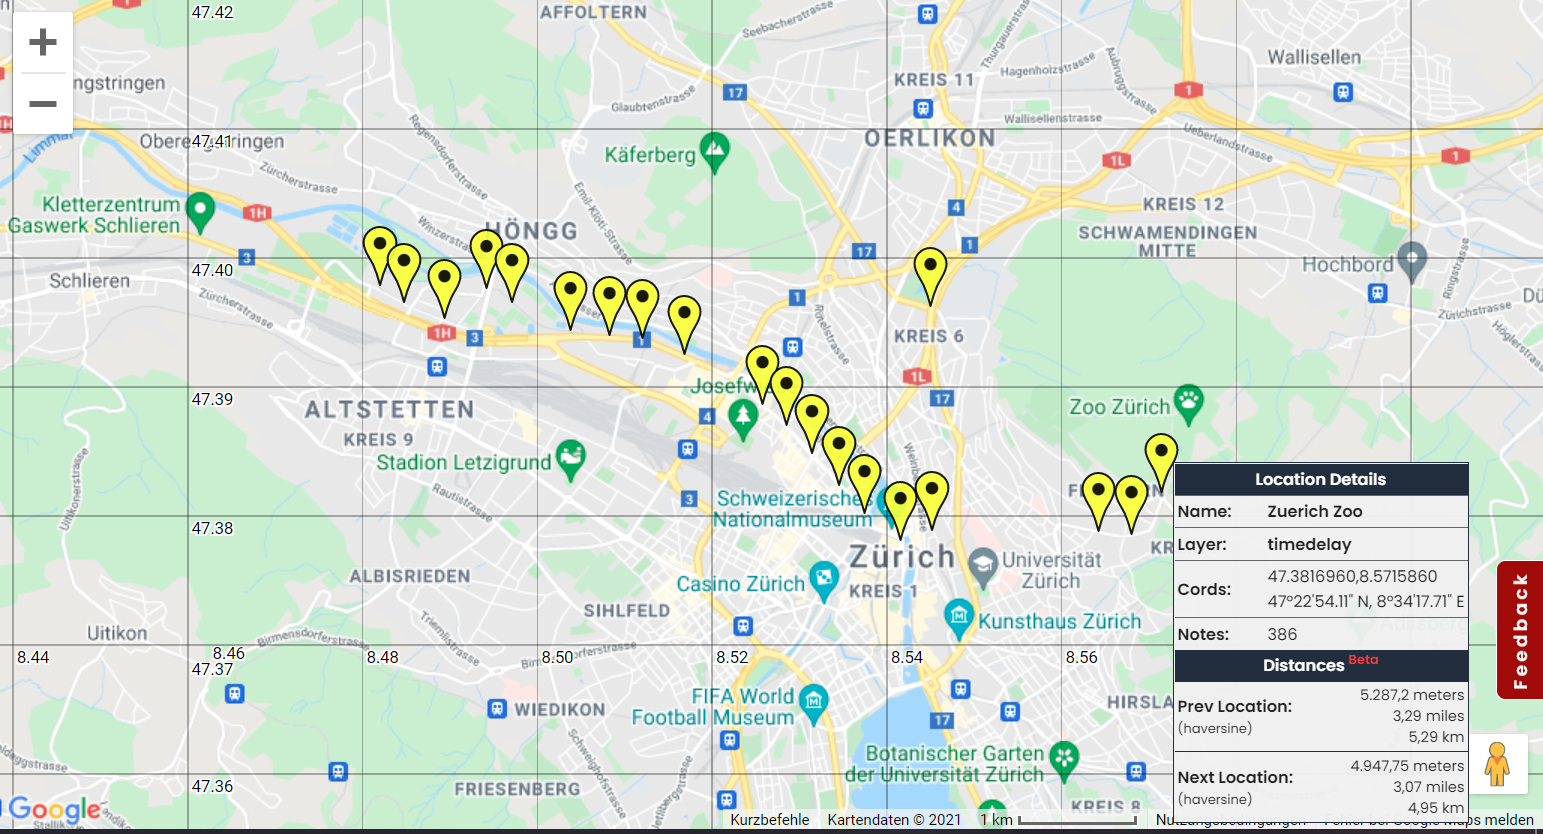 47.42
AFFOLTERN
Seebacherstrasse
Thurgauerstrasse
Wallisellen
+
ngstringen
KREIS 11
Hagenholzstrasse
Aubruggstrasse
17
1
−
Glaubtenstrasse
Wallisellenstrasse
Regensdorferstrasse
Ueberlandstrasse
Limmat
Oberengstringen
47.41
OERLIKON
Käferberg
1L
1
Zürcherstrasse
Emil-Klöti-Strasse
Kletterzentrum
Gaswerk Schlieren
1H
4
KREIS 12
Winzerstra
HÖNGG
SCHWAMENDINGEN
MITTE
3
17
1
Hochbord
Ringstrasse
47.40
Schlieren
Zürcherstrasse
1
Rötelstrasse
Dü
Zürichstrasse
Höglerstrasse
1H
3
1
KREIS 6
1L
Josefw
47.39
ALTSTETTEN
17
Zoo Zürich
4
KREIS 9
Stadion Letzigrund
Weinbe
Uitikonerstrasse
Rautistrasse
3
Schweizerisches
Nationalmuseum
47.38
Zürich
Universität
Zürich
ALBISRIEDEN
Casino Zürich
KREIS 1
SIHLFELD
Kunsthaus Zürich
Triemlistrasse
Uitikon
Birmensdorferstrasse
Birmensdorferstrasse
8.44
8.46
8.48
8.50
8.52
8.54
8.56
47.37
FIFA World
Football Museum
WIEDIKON
17
HIRSLA
Schweighofstrasse
Botanischer Garten
der Universität Zürich
47.36
FRIESENBERG
KREIS 8
Google
Kurzbefehle
Kartendaten © 2021
1 km
Nutzungsbedingungen
Fehler bei Google Maps melden
Location Details
Name: Zuerich Zoo
Layer: timedelay
Cords: 47.3816960,8.5715860
47°22'54.11" N, 8°34'17.71" E
Notes: 386
Distances Beta
Prev Location: 5.287,2 meters
(haversine) 3,29 miles
5,29 km
Next Location: 4.947,75 meters
(haversine) 3,07 miles
4,95 km
Feedback